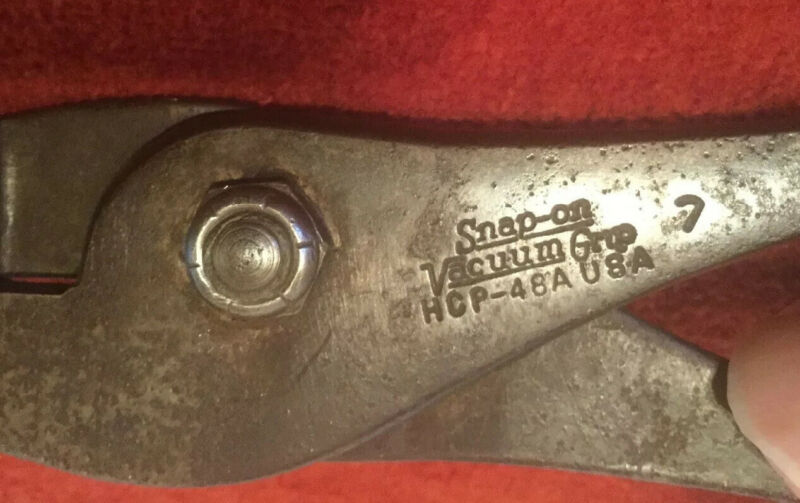 Snap-on
Vacuum Grip
HCP-48A USA
7